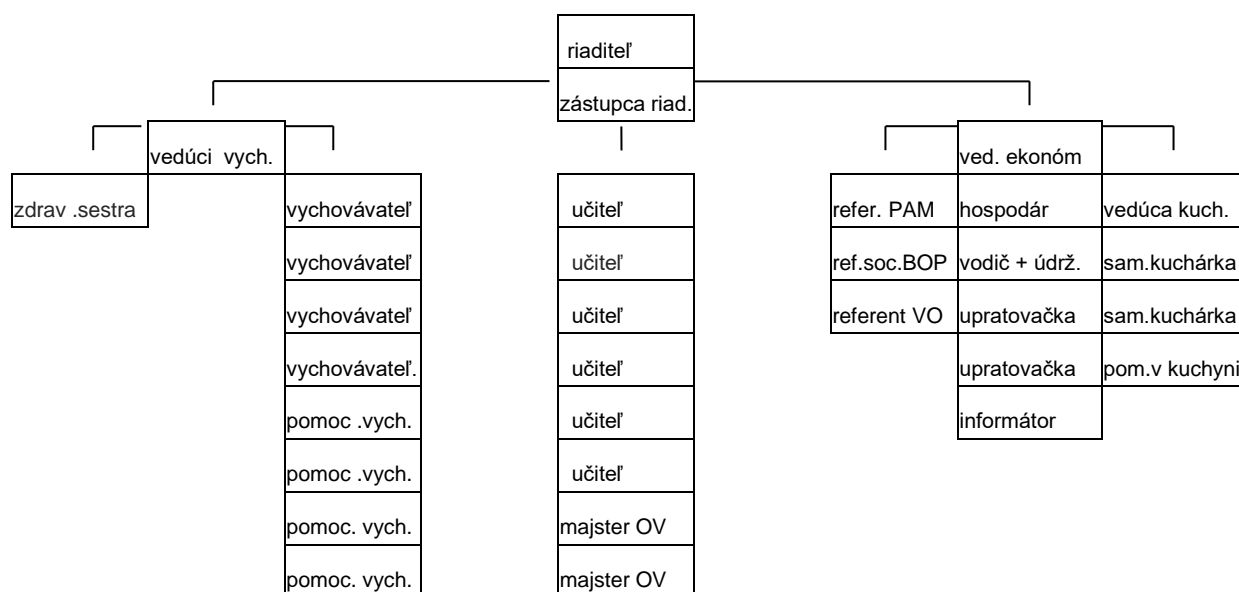 riaditeľ
zástupca riad.
vedúci vych.
ved. ekonóm
zdrav .sestra
vychovávateľ
učiteľ
refer. PAM
hospodár
vedúca kuch.
vychovávateľ
učiteľ
ref.soc.BOP
vodič + údrž.
sam.kuchárka
vychovávateľ
učiteľ
referent VO
upratovačka
sam.kuchárka
vychovávateľ.
učiteľ
upratovačka
pom.v kuchyni
pomoc .vych.
učiteľ
informátor
pomoc .vych.
učiteľ
pomoc. vych.
majster OV
pomoc. vych.
majster OV